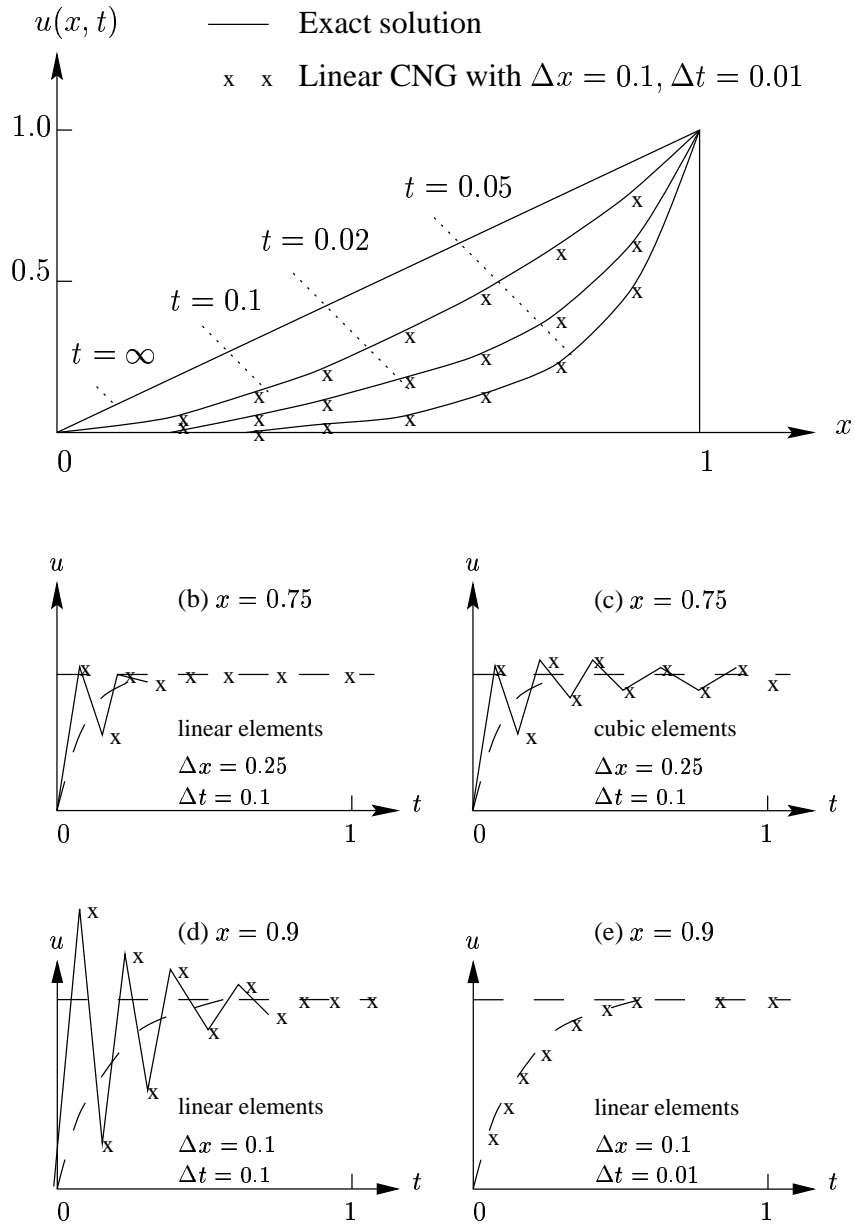 u(x, t)
Exact solution
x x Linear CNG with Δx = 0.1, Δt = 0.01
1.0
t = 0.05
t = 0.02
0.5
t = 0.1
t = ∞
x
0
1
u
(b) x = 0.75
linear elements
Δx = 0.25
Δt = 0.1
t
0
1
u
(c) x = 0.75
cubic elements
Δx = 0.25
Δt = 0.1
t
0
1
u
(d) x = 0.9
linear elements
Δx = 0.1
Δt = 0.1
t
0
1
u
(e) x = 0.9
linear elements
Δx = 0.1
Δt = 0.01
t
0
1